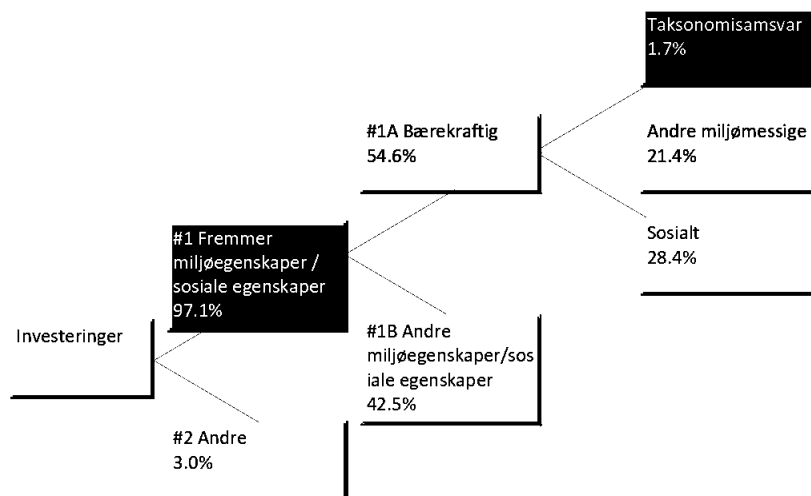 Taksonomisamsvar
1.7%
#1A Bærekraftig
54.6%
Andre miljømessige
21.4%
#1 Fremmer
miljøegenskaper /
sosiale egenskaper
97.1%
Sosialt
28.4%
Investeringer
#1B Andre
miljøegenskaper/sos
iale egenskaper
42.5%
#2 Andre
3.0%